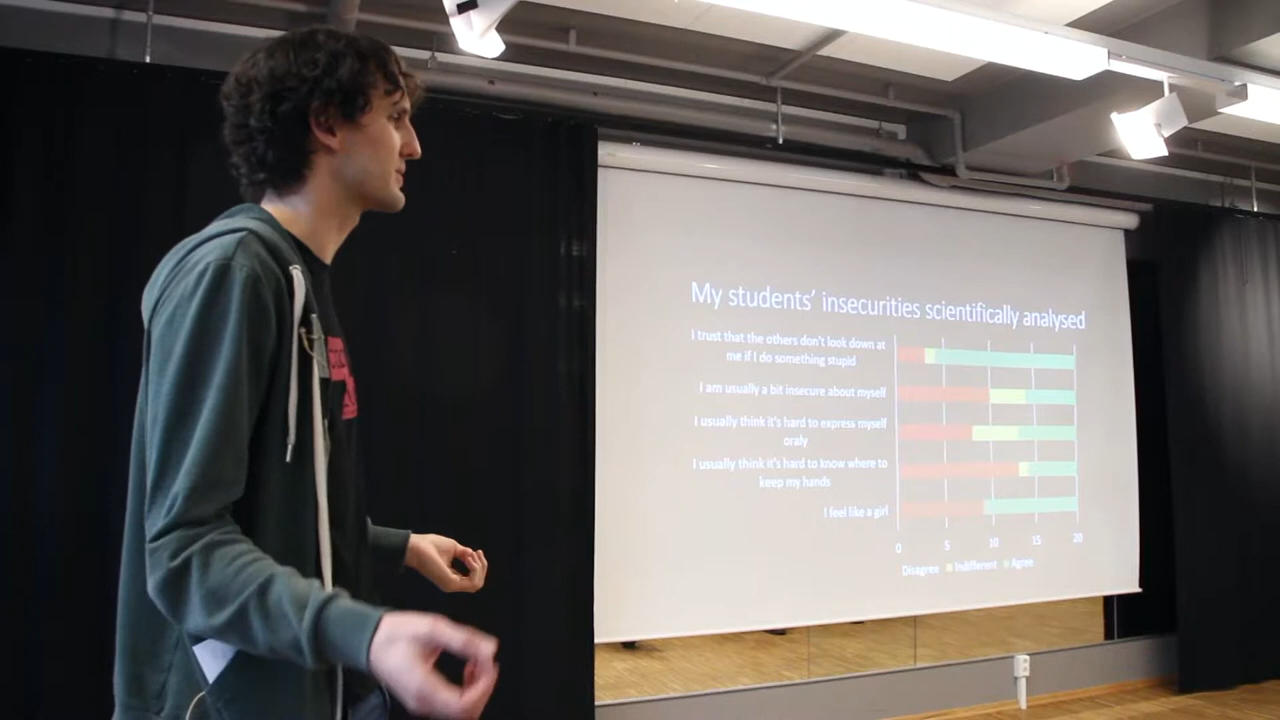 My students' insecurities scientifically analysed
I trust that the others don't look down at
me if I do something stupid
I am usually a bit insecure about myself
I usually think it's hard to express myself
oraly
I usually think it's hard to know where to
keep my hands
I feel like a girl
0 5 10 15 20
Disagree Indifferent Agree